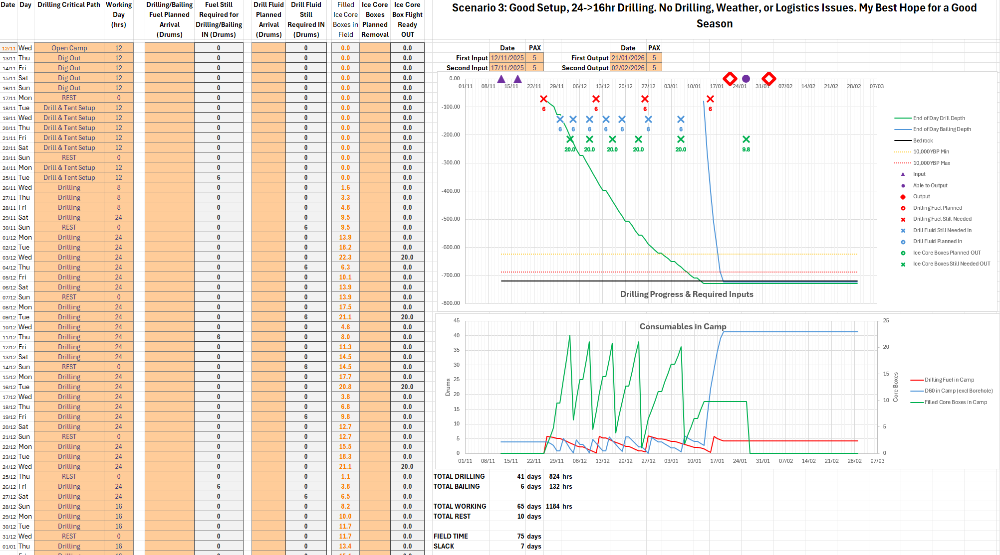 Date Day Drilling Critical Path Working Day (hrs) Drilling/Bailing Fuel Planned Arrival (Drums) Fuel Still Required for Drilling/Bailing IN (Drums) Drill Fluid Planned Arrival (Drums) Drill Fluid Still Required IN (Drums) Filled Ice Core Boxes in Field Ice Core Boxes Planned Removal Ice Core Box Flight Ready OUT
12/11 Wed Open Camp 12 0 0 0.0 0.0
13/11 Thu Dig Out 12 0 0 0.0 0.0
14/11 Fri Dig Out 12 0 0 0.0 0.0
15/11 Sat Dig Out 12 0 0 0.0 0.0
16/11 Sun Dig Out 12 0 0 0.0 0.0
17/11 Mon REST 0 0 0 0.0 0.0
18/11 Tue Drill & Tent Setup 12 0 0 0.0 0.0
19/11 Wed Drill & Tent Setup 12 0 0 0.0 0.0
20/11 Thu Drill & Tent Setup 12 0 0 0.0 0.0
21/11 Fri Drill & Tent Setup 12 0 0 0.0 0.0
22/11 Sat Drill & Tent Setup 12 0 0 0.0 0.0
23/11 Sun REST 0 0 0 0.0 0.0
24/11 Mon Drill & Tent Setup 12 0 0 0.0 0.0
25/11 Tue Drill & Tent Setup 12 6 0 0.0 0.0
26/11 Wed Drilling 8 0 0 1.6 0.0
27/11 Thu Drilling 8 0 0 3.3 0.0
28/11 Fri Drilling 8 0 0 4.8 0.0
29/11 Sat Drilling 24 0 0 9.5 0.0
30/11 Sun REST 0 0 6 9.5 0.0
01/12 Mon Drilling 24 0 0 13.9 0.0
02/12 Tue Drilling 24 0 0 18.2 0.0
03/12 Wed Drilling 24 0 0 22.3 20.0
04/12 Thu Drilling 24 0 6 6.3 0.0
05/12 Fri Drilling 24 0 0 10.1 0.0
06/12 Sat Drilling 24 0 0 13.9 0.0
07/12 Sun REST 0 0 0 13.9 0.0
08/12 Mon Drilling 24 0 0 17.5 0.0
09/12 Tue Drilling 24 0 6 21.1 20.0
10/12 Wed Drilling 24 0 0 4.6 0.0
11/12 Thu Drilling 24 6 0 8.0 0.0
12/12 Fri Drilling 24 0 0 11.3 0.0
13/12 Sat Drilling 24 0 0 14.5 0.0
14/12 Sun REST 0 0 6 14.5 0.0
15/12 Mon Drilling 24 0 0 17.7 0.0
16/12 Tue Drilling 24 0 0 20.8 20.0
17/12 Wed Drilling 24 0 0 3.8 0.0
18/12 Thu Drilling 24 0 0 6.8 0.0
19/12 Fri Drilling 24 0 6 9.8 0.0
20/12 Sat Drilling 24 0 0 12.7 0.0
21/12 Sun REST 0 0 0 12.7 0.0
22/12 Mon Drilling 24 0 0 15.5 0.0
23/12 Tue Drilling 24 0 0 18.3 0.0
24/12 Wed Drilling 24 0 0 21.1 20.0
25/12 Thu REST 0 0 0 1.1 0.0
26/12 Fri Drilling 24 6 0 3.8 0.0
27/12 Sat Drilling 24 0 6 6.5 0.0
28/12 Sun Drilling 16 0 0 8.2 0.0
29/12 Mon Drilling 16 0 0 10.0 0.0
30/12 Tue Drilling 16 0 0 11.7 0.0
31/12 Wed REST 0 0 0 11.7 0.0
01/01 Thu Drilling 16 0 0 13.4 0.0
Scenario 3: Good Setup, 24->16hr Drilling. No Drilling, Weather, or Logistics Issues. My Best Hope for a Good
Season
Date PAX Date PAX
First Input 12/11/2025 5 First Output 21/01/2026 5
Second Input 17/11/2025 5 Second Output 02/02/2026 5
0.00
01/11 08/11 15/11 22/11 29/11 06/12 13/12 20/12 27/12 03/01 10/01 17/01 24/01 31/01 07/02 14/02 21/02 28/02 07/03
6 6 6 6
-100.00
6 6 6 6 6 6 6
-200.00
20.0 20.0 20.0 20.0 20.0 9.8
-300.00
-400.00
-500.00
-600.00
-700.00
-800.00
Drilling Progress & Required Inputs
End of Day Drill Depth
End of Day Bailing Depth
Bedrock
10,000YBP Min
10,000YBP Max
Input
Able to Output
Output
Drilling Fuel Planned
Drilling Fuel Still Needed
Drill Fluid Still Needed In
Drill Fluid Planned In
Ice Core Boxes Planned OUT
Ice Core Boxes Still Needed OUT
Consumables in Camp
45
40
35
30
25
20
15
10
5
0
Drums
25
20
15
10
5
0
Core Boxes
01/11 08/11 15/11 22/11 29/11 06/12 13/12 20/12 27/12 03/01 10/01 17/01 24/01 31/01 07/02 14/02 21/02 28/02 07/03
Drilling Fuel in Camp
D60 in Camp (excl Borehole)
Filled Core Boxes in Camp
TOTAL DRILLING 41 days 824 hrs
TOTAL BAILING 6 days 132 hrs
TOTAL WORKING 65 days 1184 hrs
TOTAL REST 10 days
FIELD TIME 75 days
SLACK 7 days